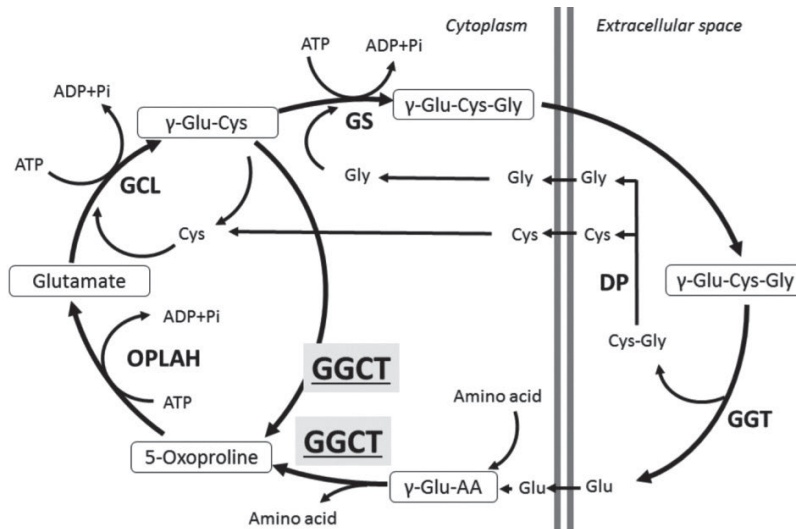 ATP
ADP+Pi
Cytoplasm
Extracellular space
ADP+Pi
γ-Glu-Cys
GS
γ-Glu-Cys-Gly
ATP
GCL
Gly
Gly
Gly
Cys
Cys
Cys
Glutamate
DP
γ-Glu-Cys-Gly
ADP+Pi
Cys-Gly
OPLAH
GGCT
ATP
Amino acid
GGT
GGCT
5-Oxoproline
γ-Glu-AA
Glu
Glu
Amino acid